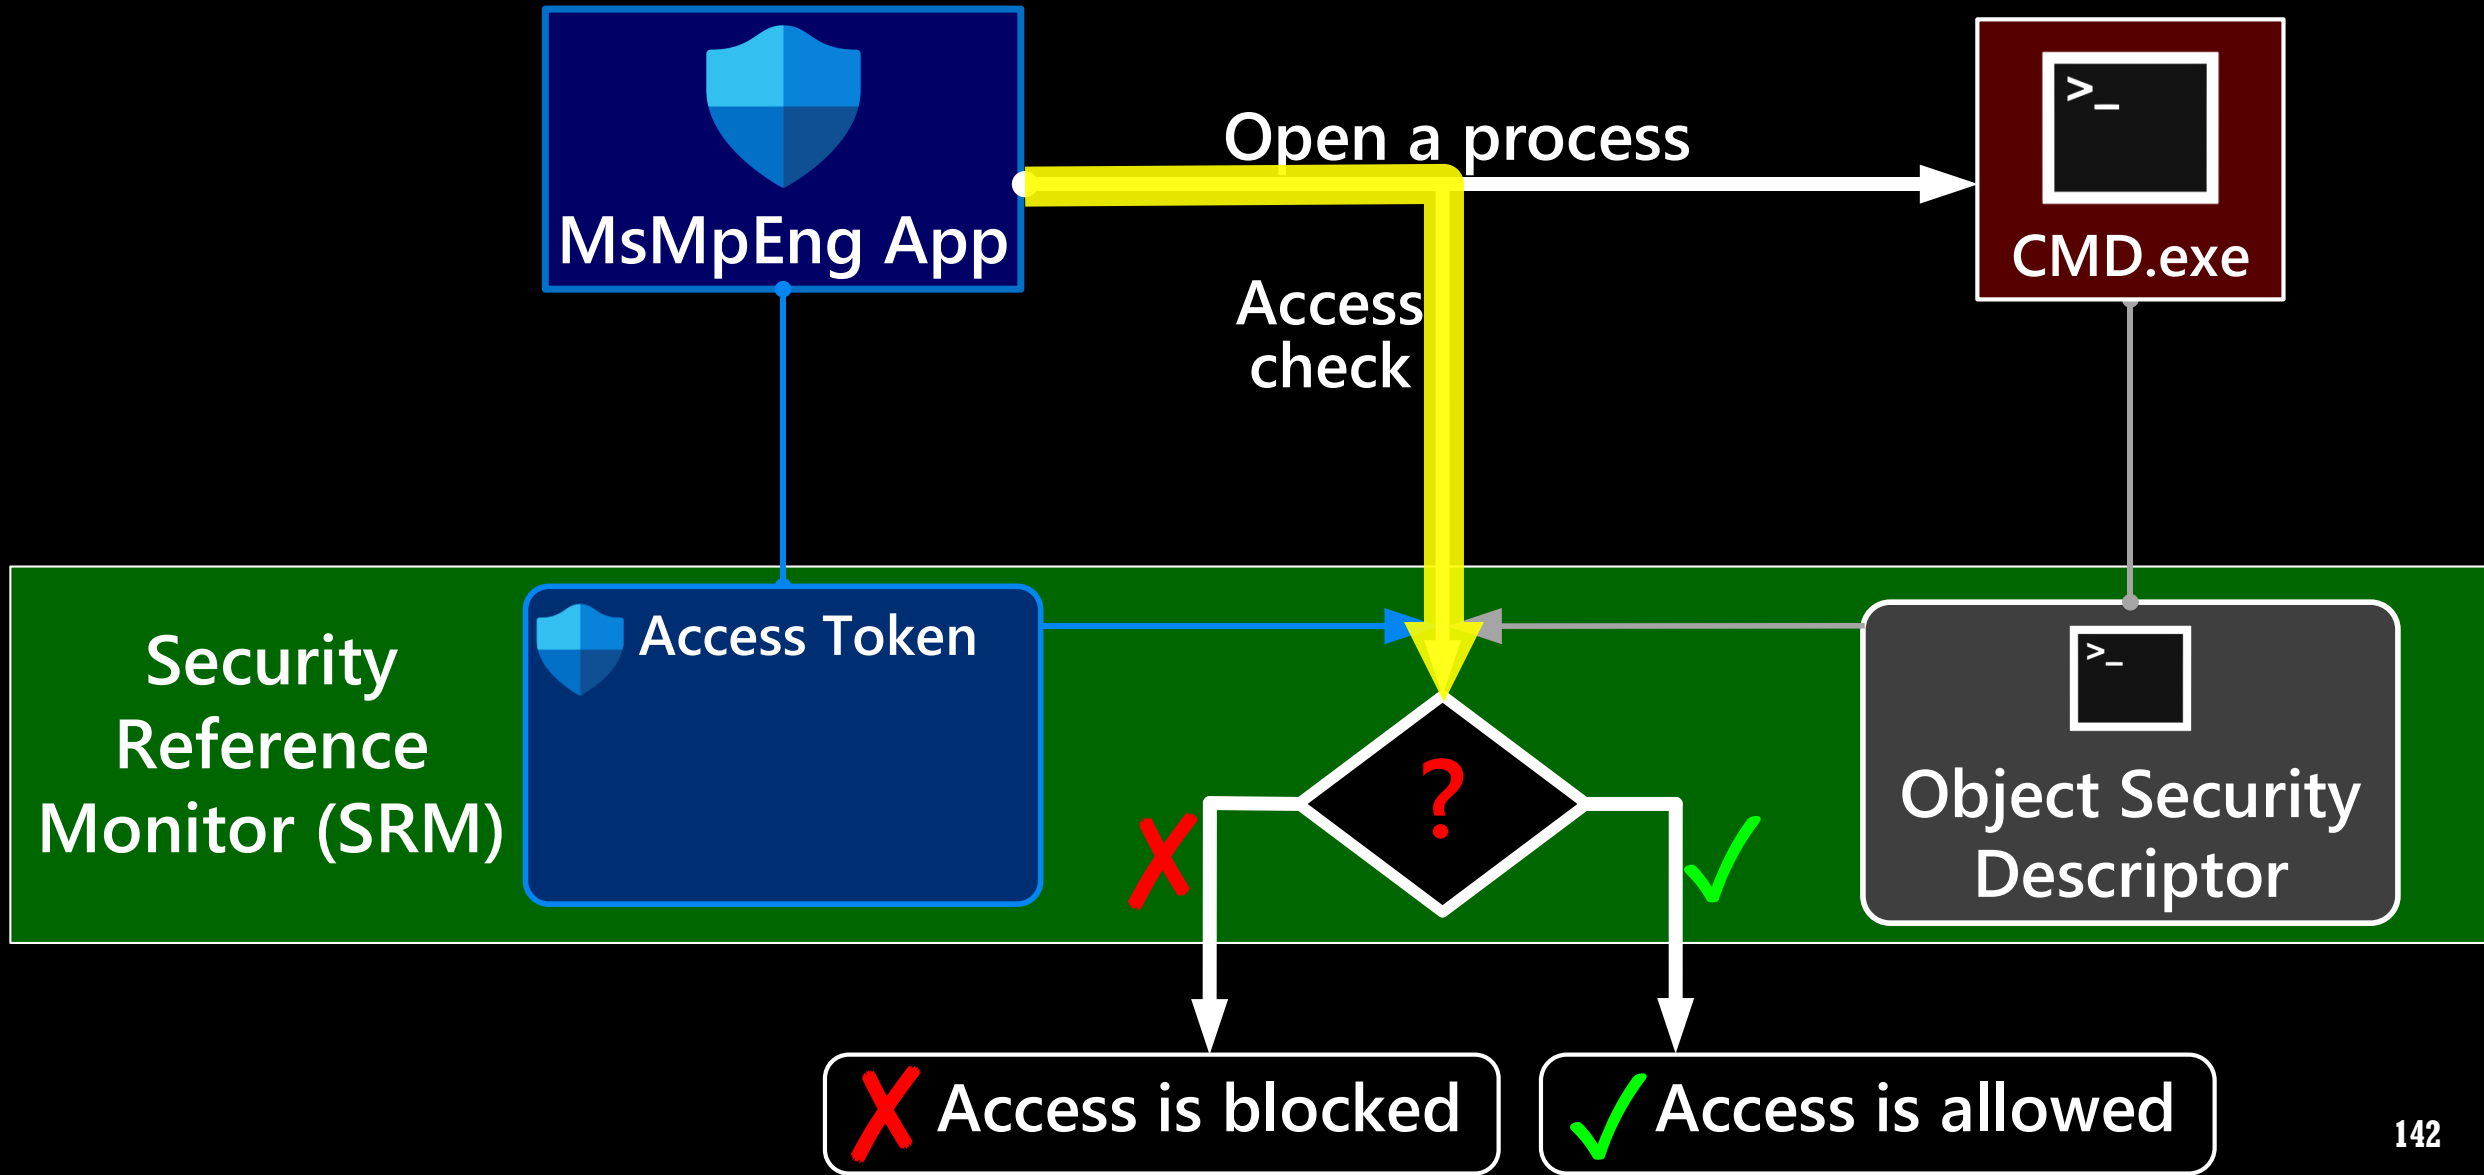 Open a process
MsMpEng App
CMD.exe
Access
check
Access Token
Security
Reference
Monitor (SRM)
?
Object Security
Descriptor
Access is blocked
Access is allowed
142
>_
>_